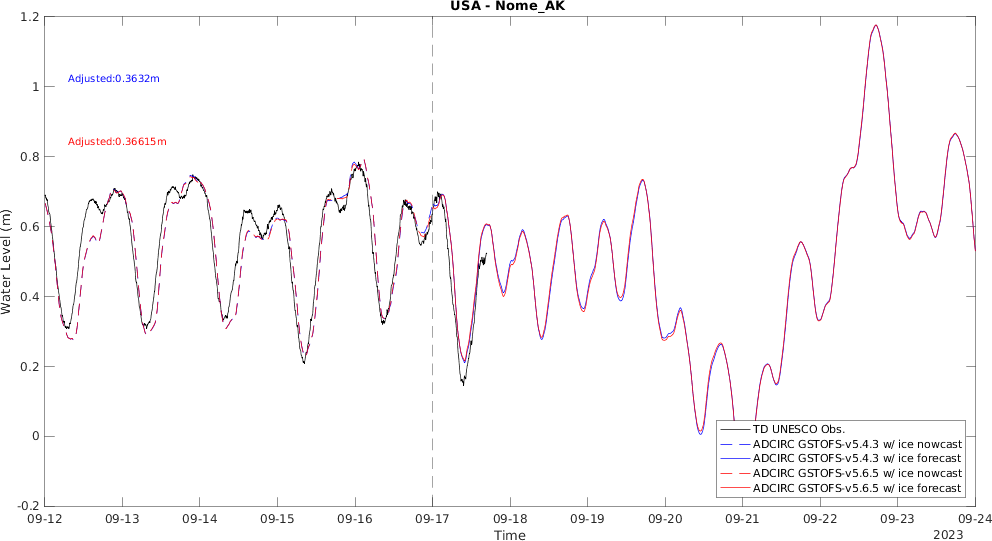 USA - Nome_AK
1.2
1
0.8
0.6
0.4
0.2
0
-0.2
Water Level (m)
Adjusted:0.3632m
Adjusted:0.36615m
TD UNESCO Obs.
ADCIRC GSTOFS-v5.4.3 w/ ice nowcast
ADCIRC GSTOFS-v5.4.3 w/ ice forecast
ADCIRC GSTOFS-v5.6.5 w/ ice nowcast
ADCIRC GSTOFS-v5.6.5 w/ ice forecast
09-12 09-13 09-14 09-15 09-16 09-17 09-18 09-19 09-20 09-21 09-22 09-23 09-24
Time
2023